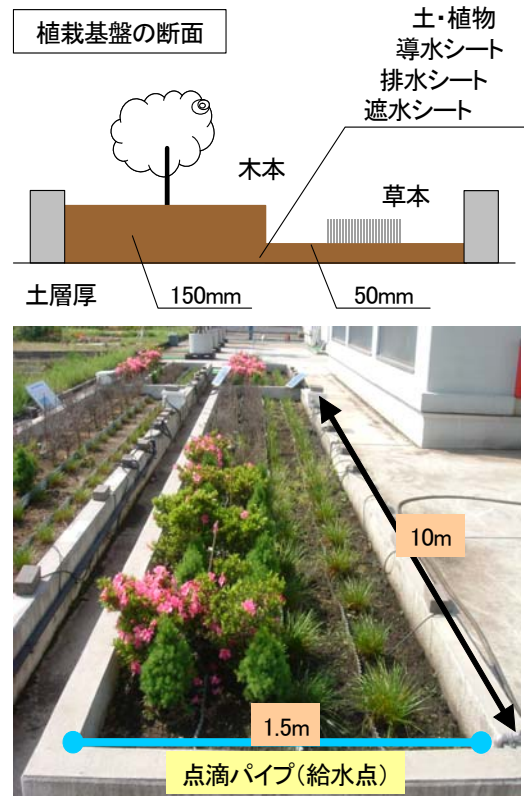 植栽基盤の断面
土・植物
導水シート
排水シート
遮水シート
木本
草本
土層厚
150mm
50mm
10m
1.5m
点滴パイプ(給水点)